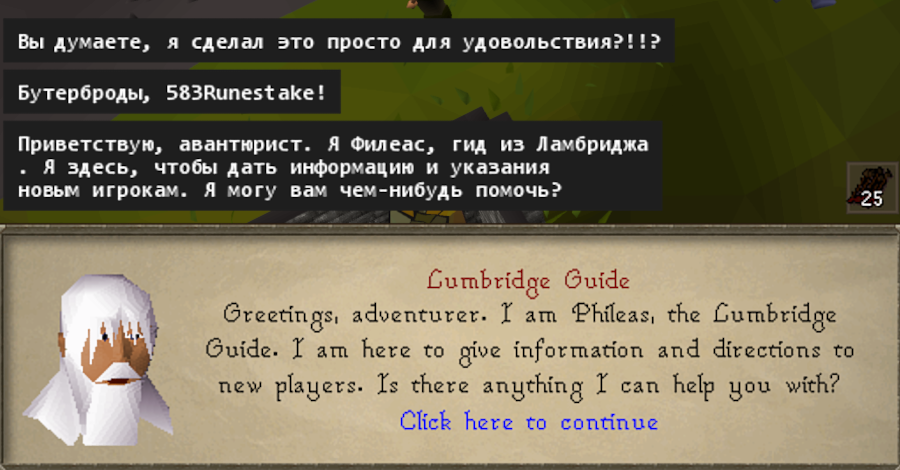 Вы думаете, я сделал это просто для удовольствия?!!?
Бутерброды, 583Runestake!
Приветствую, авантюрист. Я Филеас, гид из Ламбриджа
. Я здесь, чтобы дать информацию и указания
новым игрокам. Я могу вам чем-нибудь помочь?
25
Lumbridge Guide
Greetings, adventurer. I am Phileas, the Lumbridge
Guide. I am here to give information and directions to
new players. Is there anything I can help you with?
Click here to continue